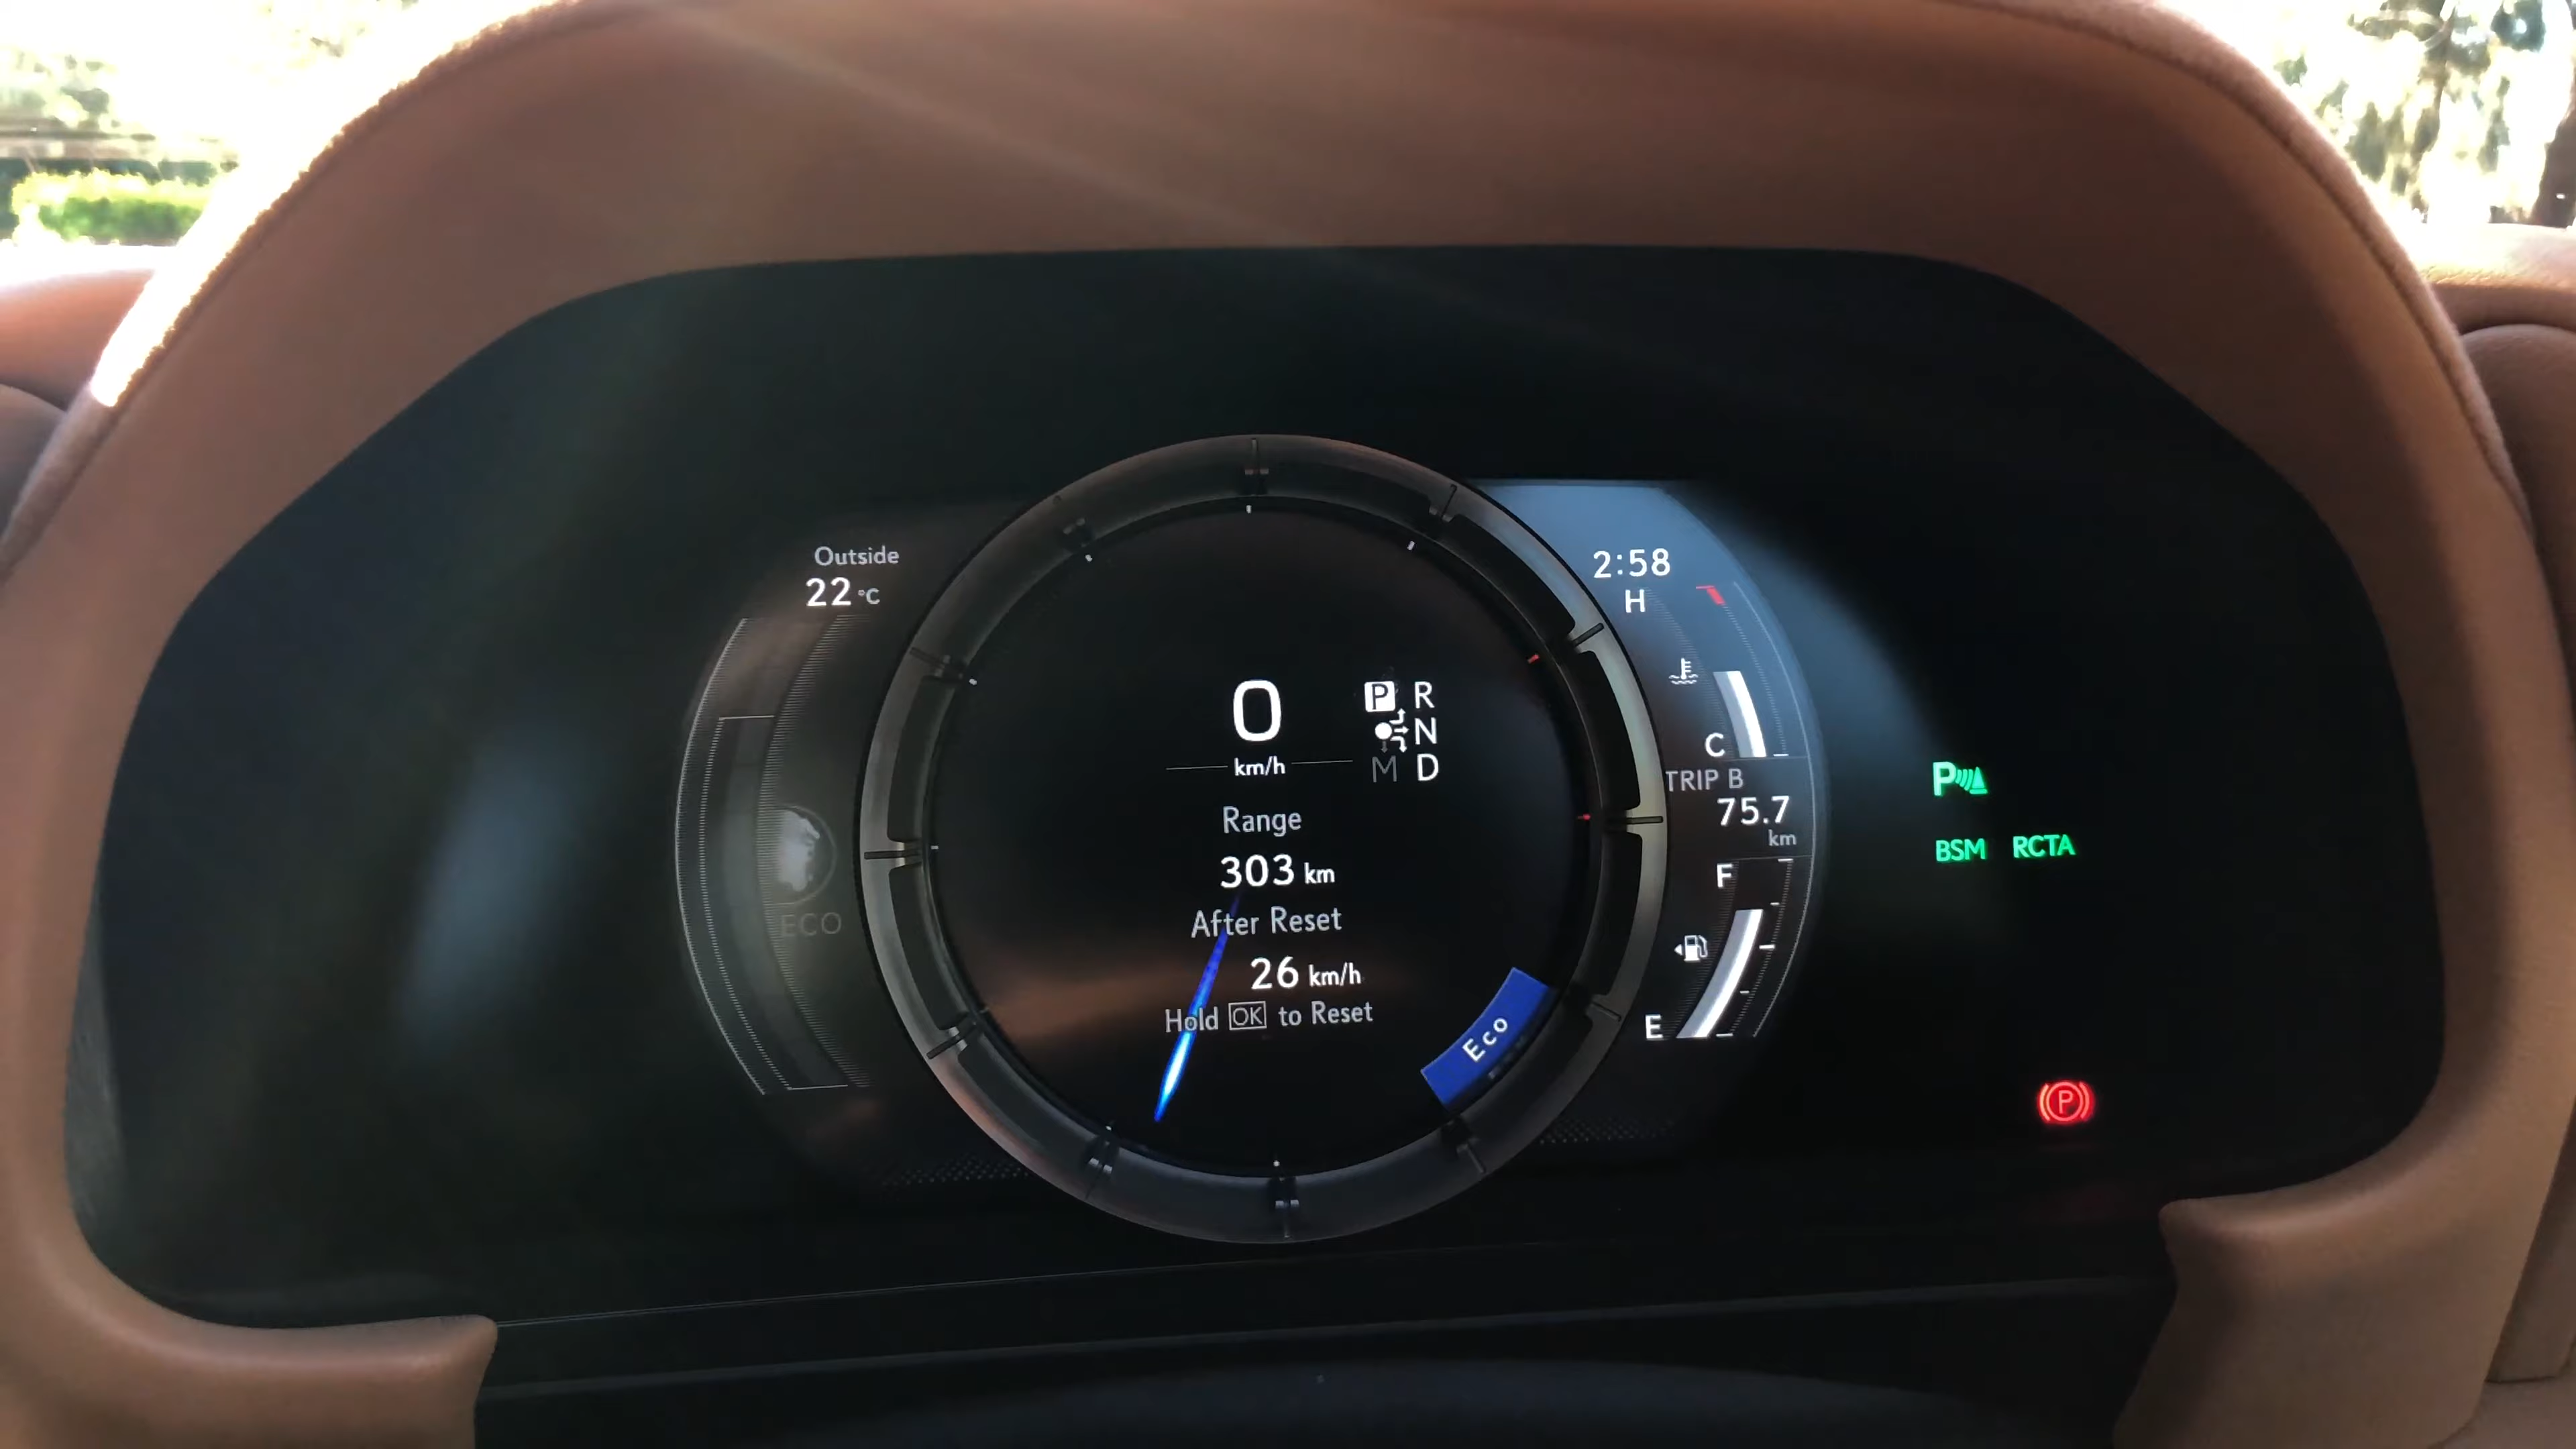 Outside
22 °C
ECO
0
km/h
P R
N
M D
Range
303 km
After Reset
26 km/h
Hold OK to Reset
Eco
2:58
H
C
TRIP B
75.7
km
F
E
P
BSM RCTA
P